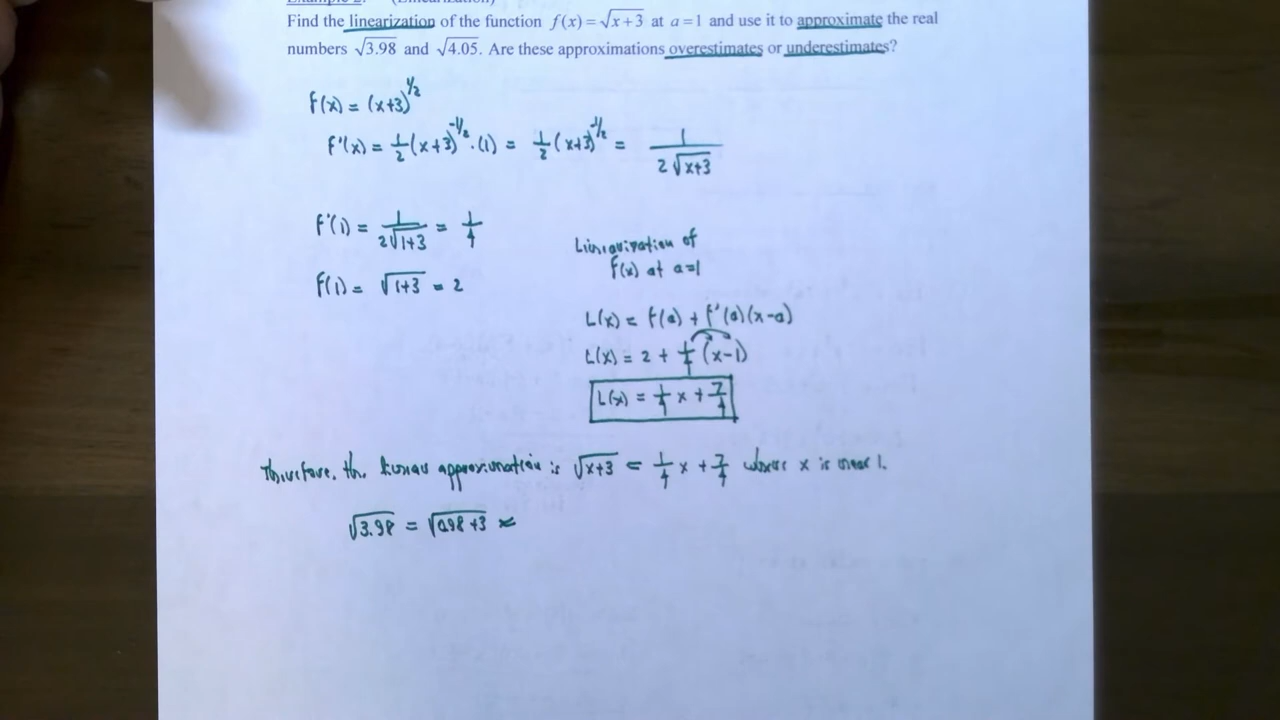 Example 2: (Linearization)
Find the linearization of the function f(x) = √(x+3) at a = 1 and use it to approximate the real
numbers √3.98 and √4.05. Are these approximations overestimates or underestimates?
f(x) = (x+3)^(1/2)
f'(x) = 1/2 (x+3)^(-1/2) · (1) = 1/2 (x+3)^(-1/2) = 1/(2√(x+3))
f'(1) = 1/(2√(1+3)) = 1/4
f(1) = √(1+3) = 2
Linearization of
f(x) at a=1
L(x) = f(a) + f'(a)(x-a)
L(x) = 2 + 1/4 (x-1)
L(x) = 1/4 x + 7/4
Therefore, the linear approximation is √(x+3) ≈ 1/4 x + 7/4 where x is near 1.
√3.98 = √(0.98+3) ≈